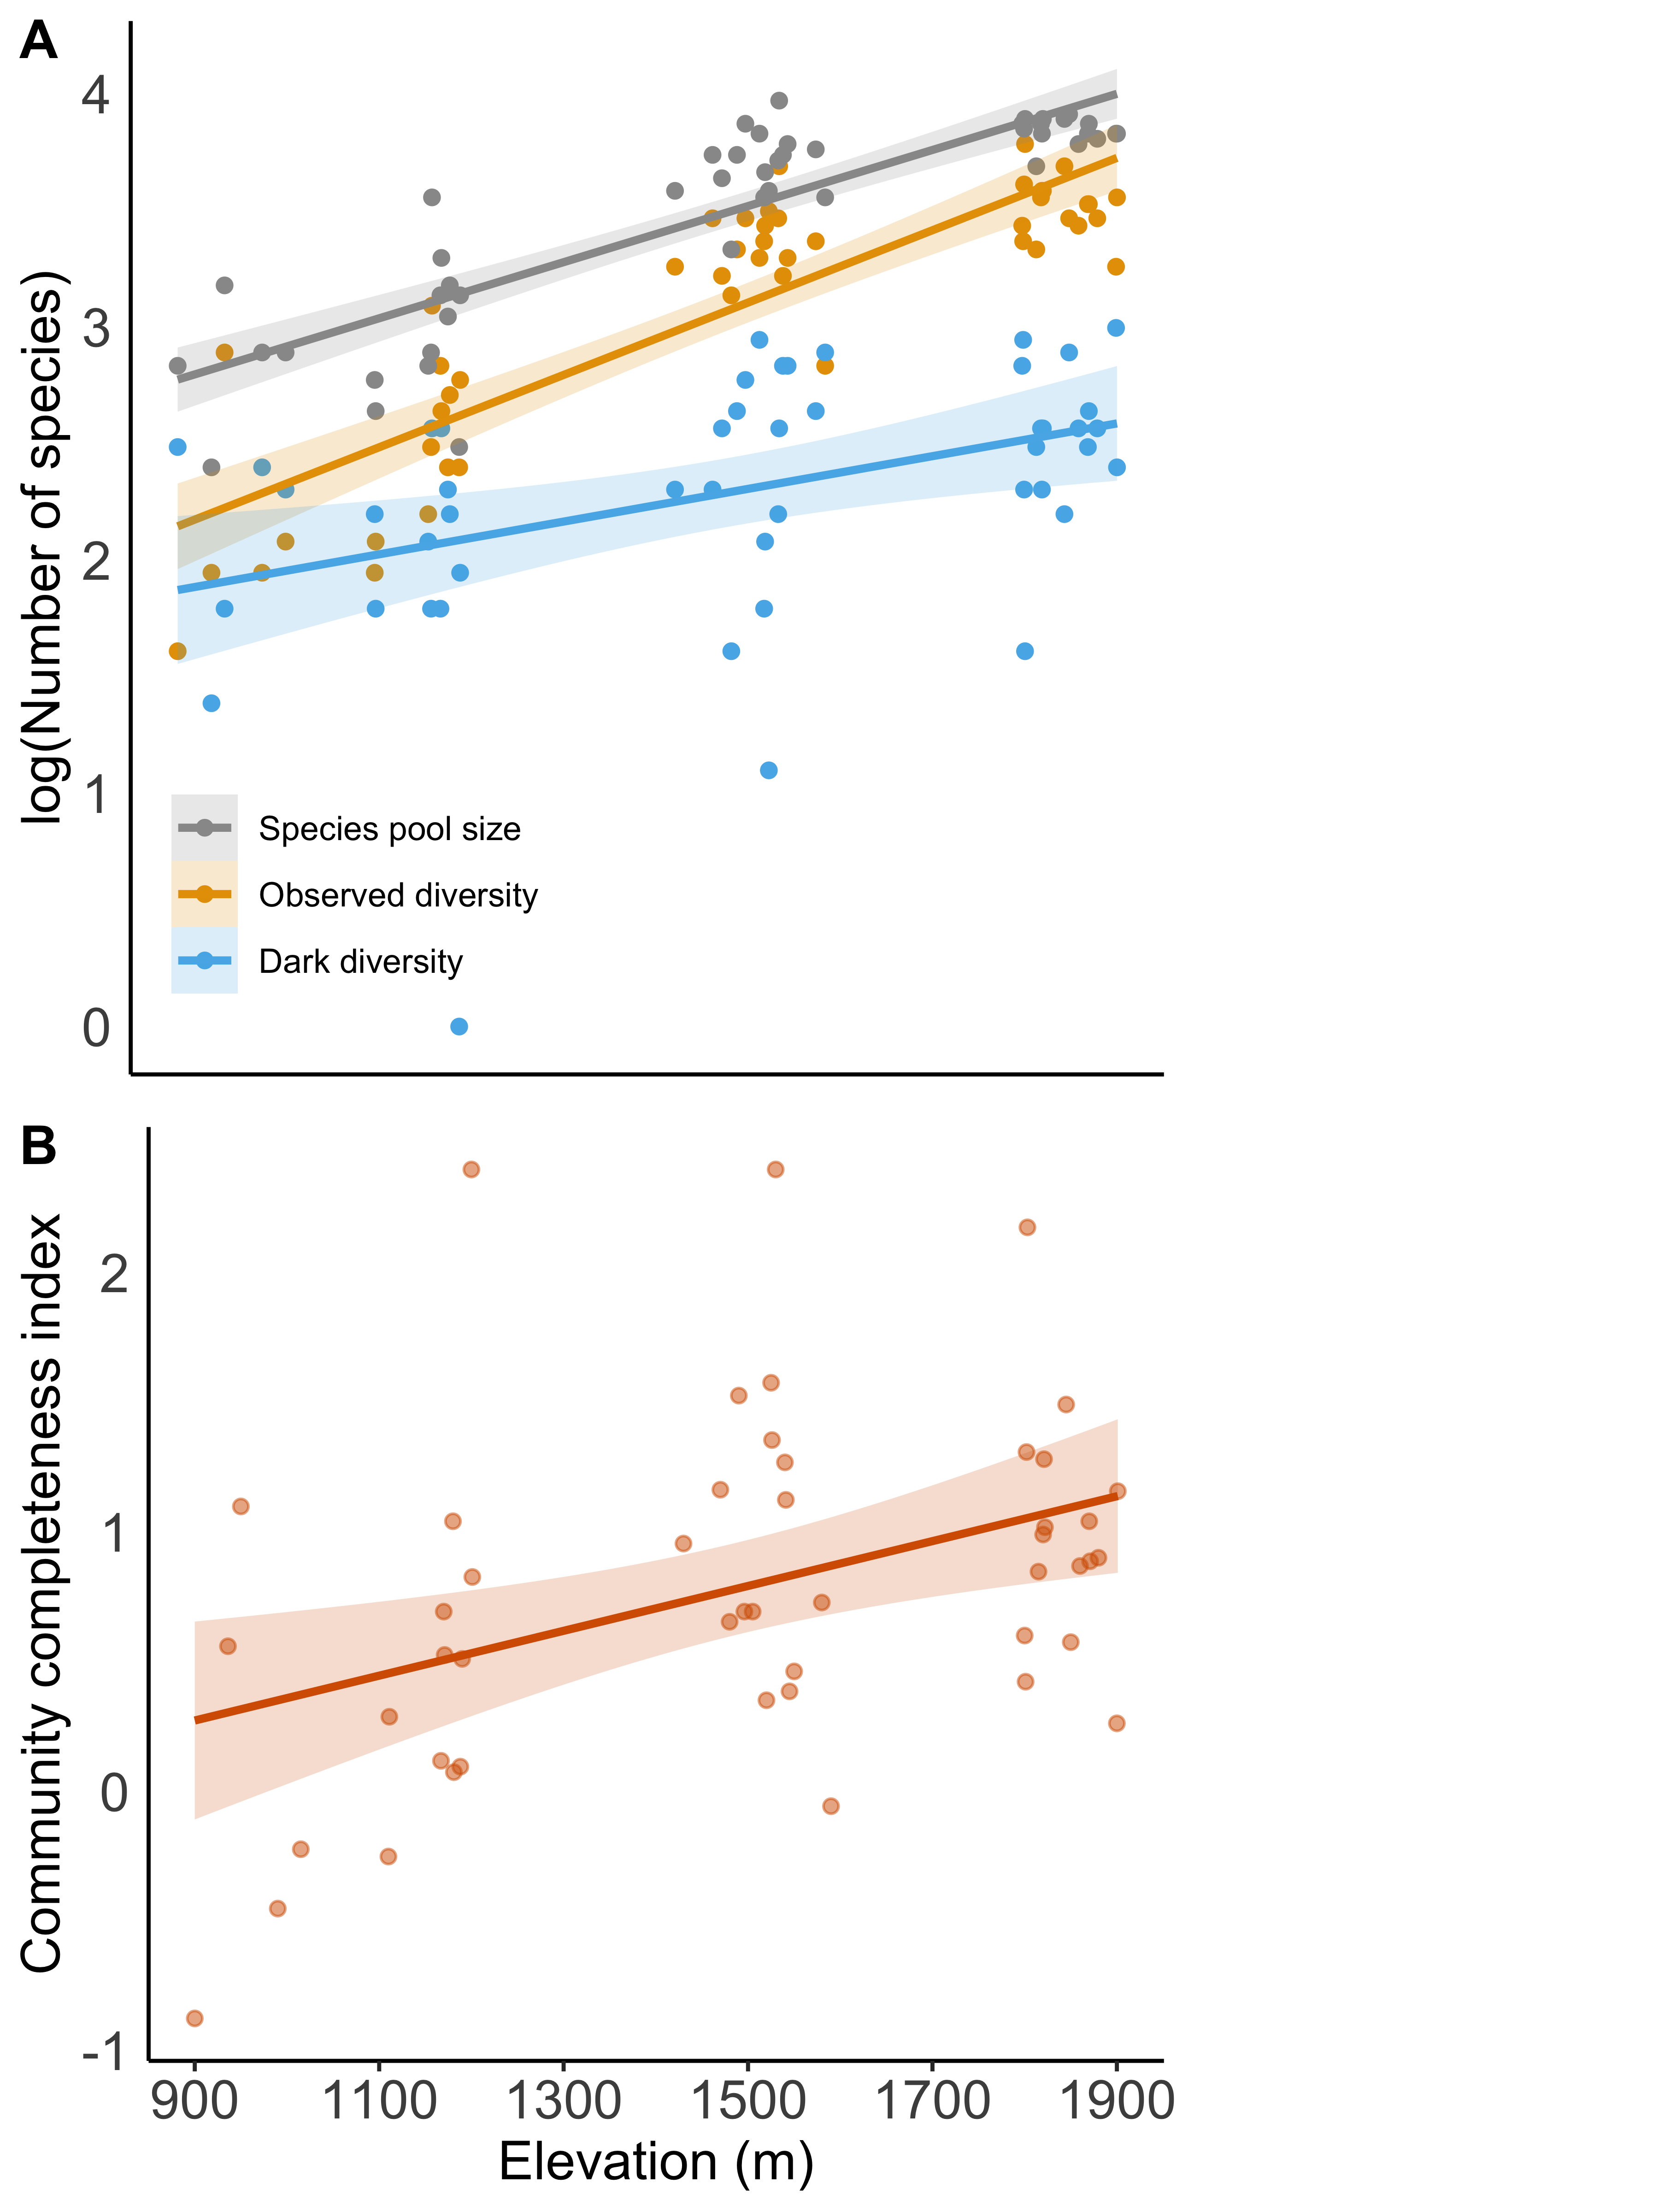 A
log(Number of species)
4
3
2
1
0
Species pool size
Observed diversity
Dark diversity
B
Community completeness index
2
1
0
-1
900 1100 1300 1500 1700 1900
Elevation (m)